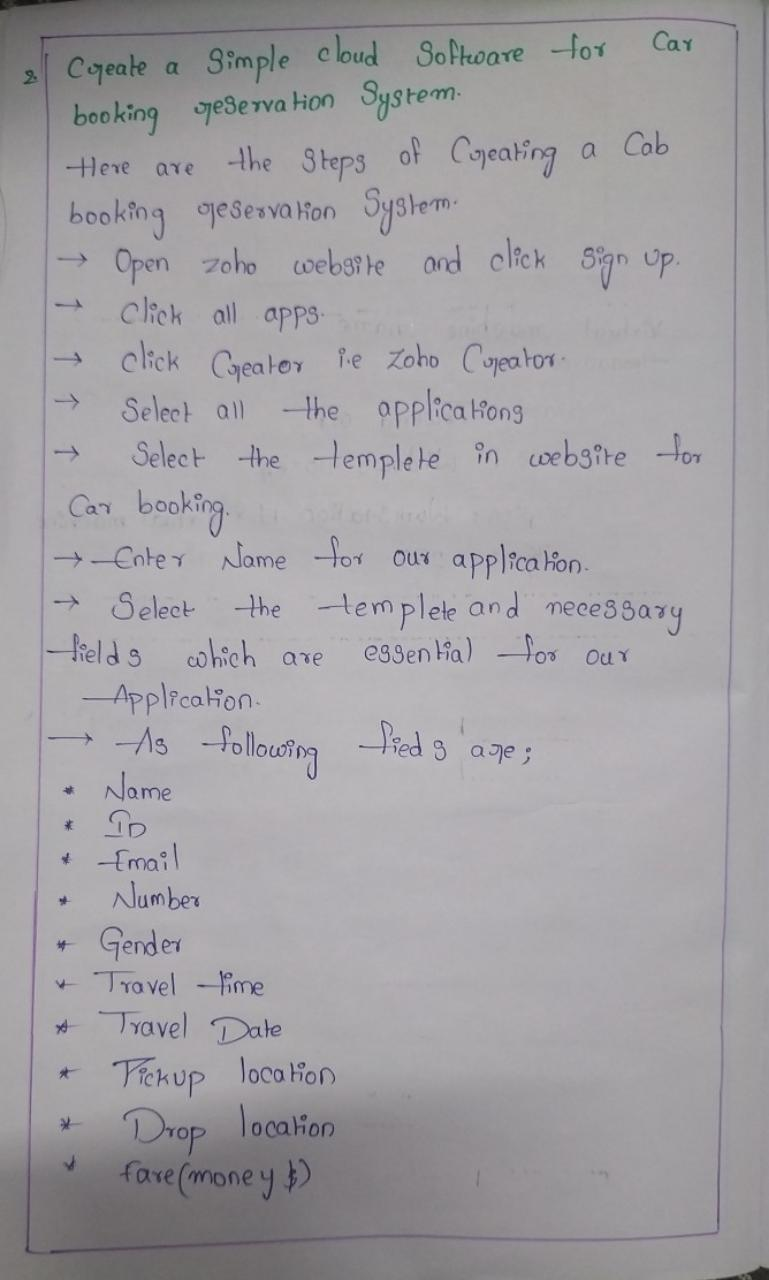 2 Create a Simple cloud Software for Car
booking reservation System.
Here are the Steps of Creating a Cab
booking reservation System.
→ Open zoho website and click Sign up.
→ Click all apps.
→ click Creator i.e Zoho Creator.
→ Select all the applications
→ Select the templete in website for
Car booking.
→ Enter Name for our application.
→ Select the templete and necessary
fields which are essential for our
Application.
→ As following fieds are;
* Name
* ID
* Email
* Number
* Gender
* Travel time
* Travel Date
* Pickup location
* Drop location
* fare(money $)